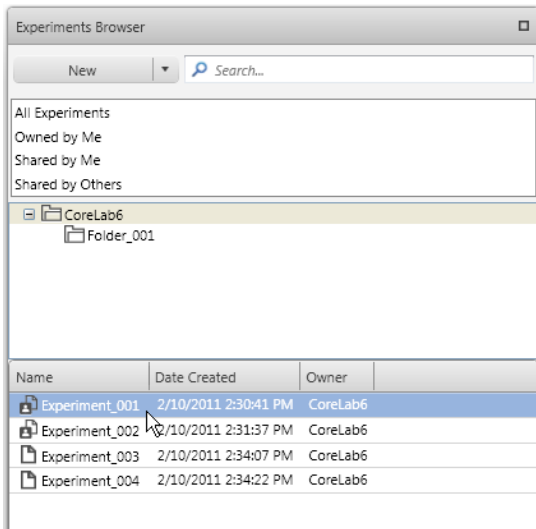 Experiments Browser
New Search...
All Experiments
Owned by Me
Shared by Me
Shared by Others
CoreLab6
Folder_001
Name Date Created Owner
Experiment_001 2/10/2011 2:30:41 PM CoreLab6
Experiment_002 2/10/2011 2:31:37 PM CoreLab6
Experiment_003 2/10/2011 2:34:07 PM CoreLab6
Experiment_004 2/10/2011 2:34:22 PM CoreLab6